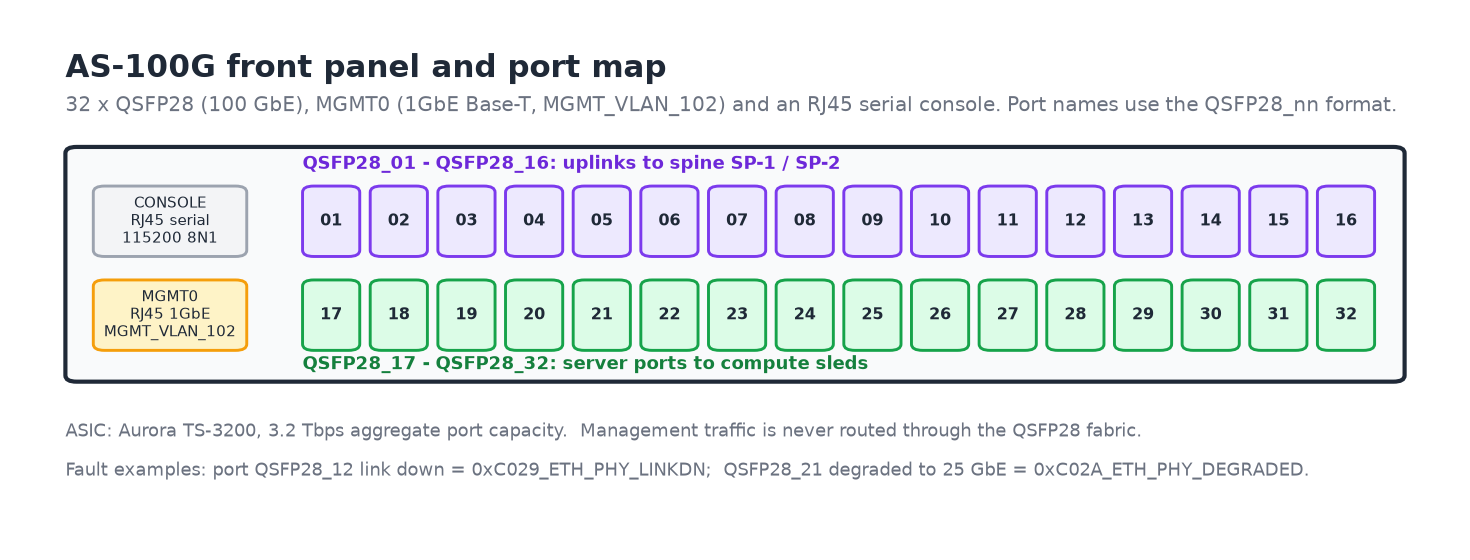 AS-100G front panel and port map
32 x QSFP28 (100 GbE), MGMT0 (1GbE Base-T, MGMT_VLAN_102) and an RJ45 serial console. Port names use the QSFP28_nn format.
QSFP28_01 - QSFP28_16: uplinks to spine SP-1 / SP-2
CONSOLE
RJ45 serial
115200 8N1
01 02 03 04 05 06 07 08 09 10 11 12 13 14 15 16
MGMT0
RJ45 1GbE
MGMT_VLAN_102
17 18 19 20 21 22 23 24 25 26 27 28 29 30 31 32
QSFP28_17 - QSFP28_32: server ports to compute sleds
ASIC: Aurora TS-3200, 3.2 Tbps aggregate port capacity.  Management traffic is never routed through the QSFP28 fabric.
Fault examples: port QSFP28_12 link down = 0xC029_ETH_PHY_LINKDN;  QSFP28_21 degraded to 25 GbE = 0xC02A_ETH_PHY_DEGRADED.